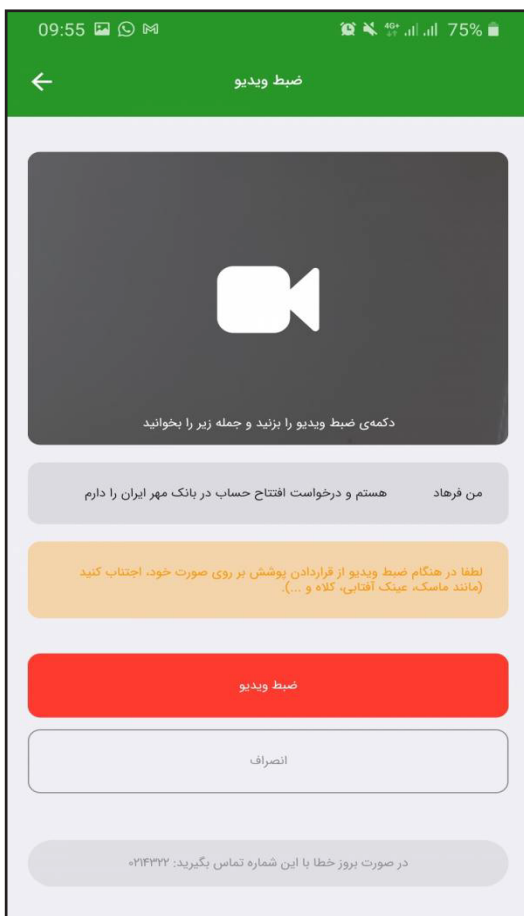 09:55 4G+ 75%
ضبط ویدیو
دکمه‌ی ضبط ویدیو را بزنید و جمله زیر را بخوانید
من فرهاد هستم و درخواست افتتاح حساب در بانک مهر ایران را دارم
لطفا در هنگام ضبط ویدیو از قراردادن پوشش بر روی صورت خود، اجتناب کنید
(مانند ماسک، عینک آفتابی، کلاه و ...).
ضبط ویدیو
انصراف
در صورت بروز خطا با این شماره تماس بگیرید: ۰۲۱۴۳۲۲